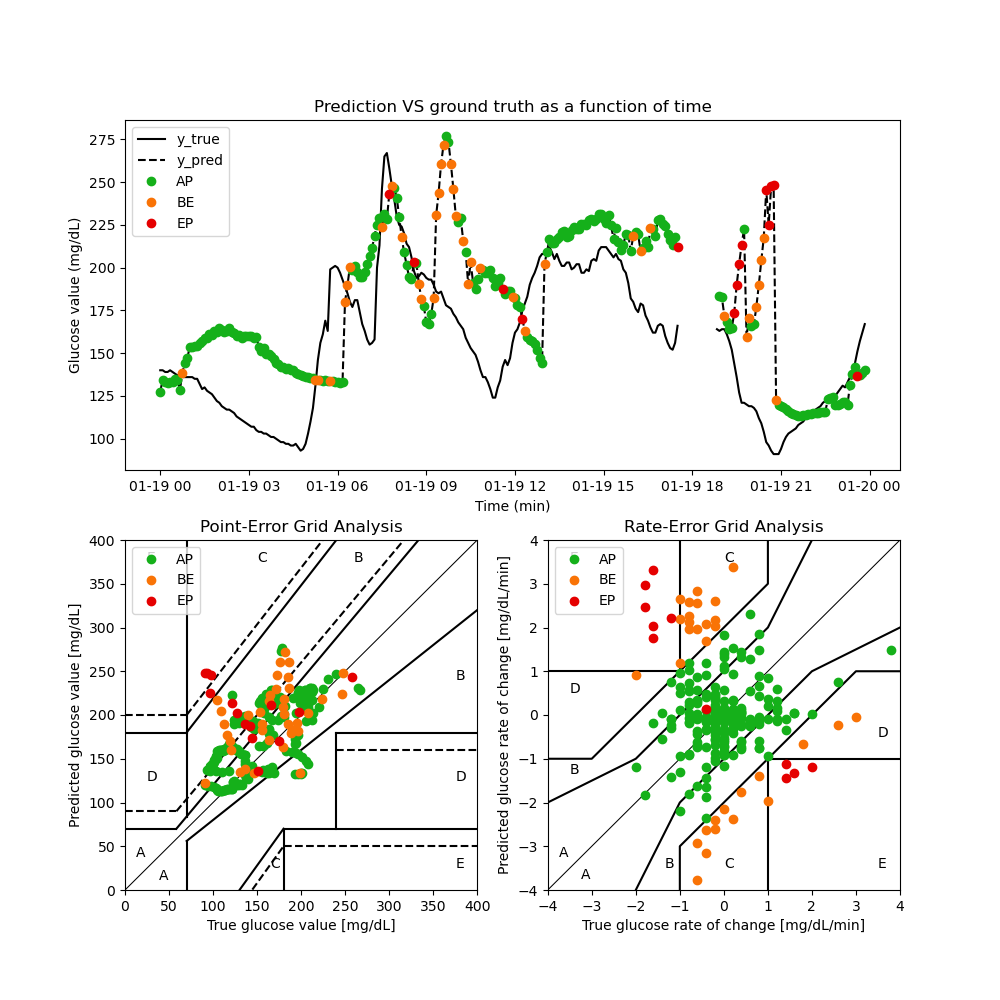 Prediction VS ground truth as a function of time
y_true
y_pred
AP
BE
EP
Glucose value (mg/dL)
275
250
225
200
175
150
125
100
01-19 00 01-19 03 01-19 06 01-19 09 01-19 12 01-19 15 01-19 18 01-19 21 01-20 00
Time (min)
Point-Error Grid Analysis
AP
BE
EP
C
B
B
D
D
A
A
C
E
Predicted glucose value [mg/dL]
400
350
300
250
200
150
100
50
0
0 50 100 150 200 250 300 350 400
True glucose value [mg/dL]
Rate-Error Grid Analysis
AP
BE
EP
C
D
D
B
A
A
B
C
E
Predicted glucose rate of change [mg/dL/min]
4
3
2
1
0
−1
−2
−3
−4
−4 −3 −2 −1 0 1 2 3 4
True glucose rate of change [mg/dL/min]